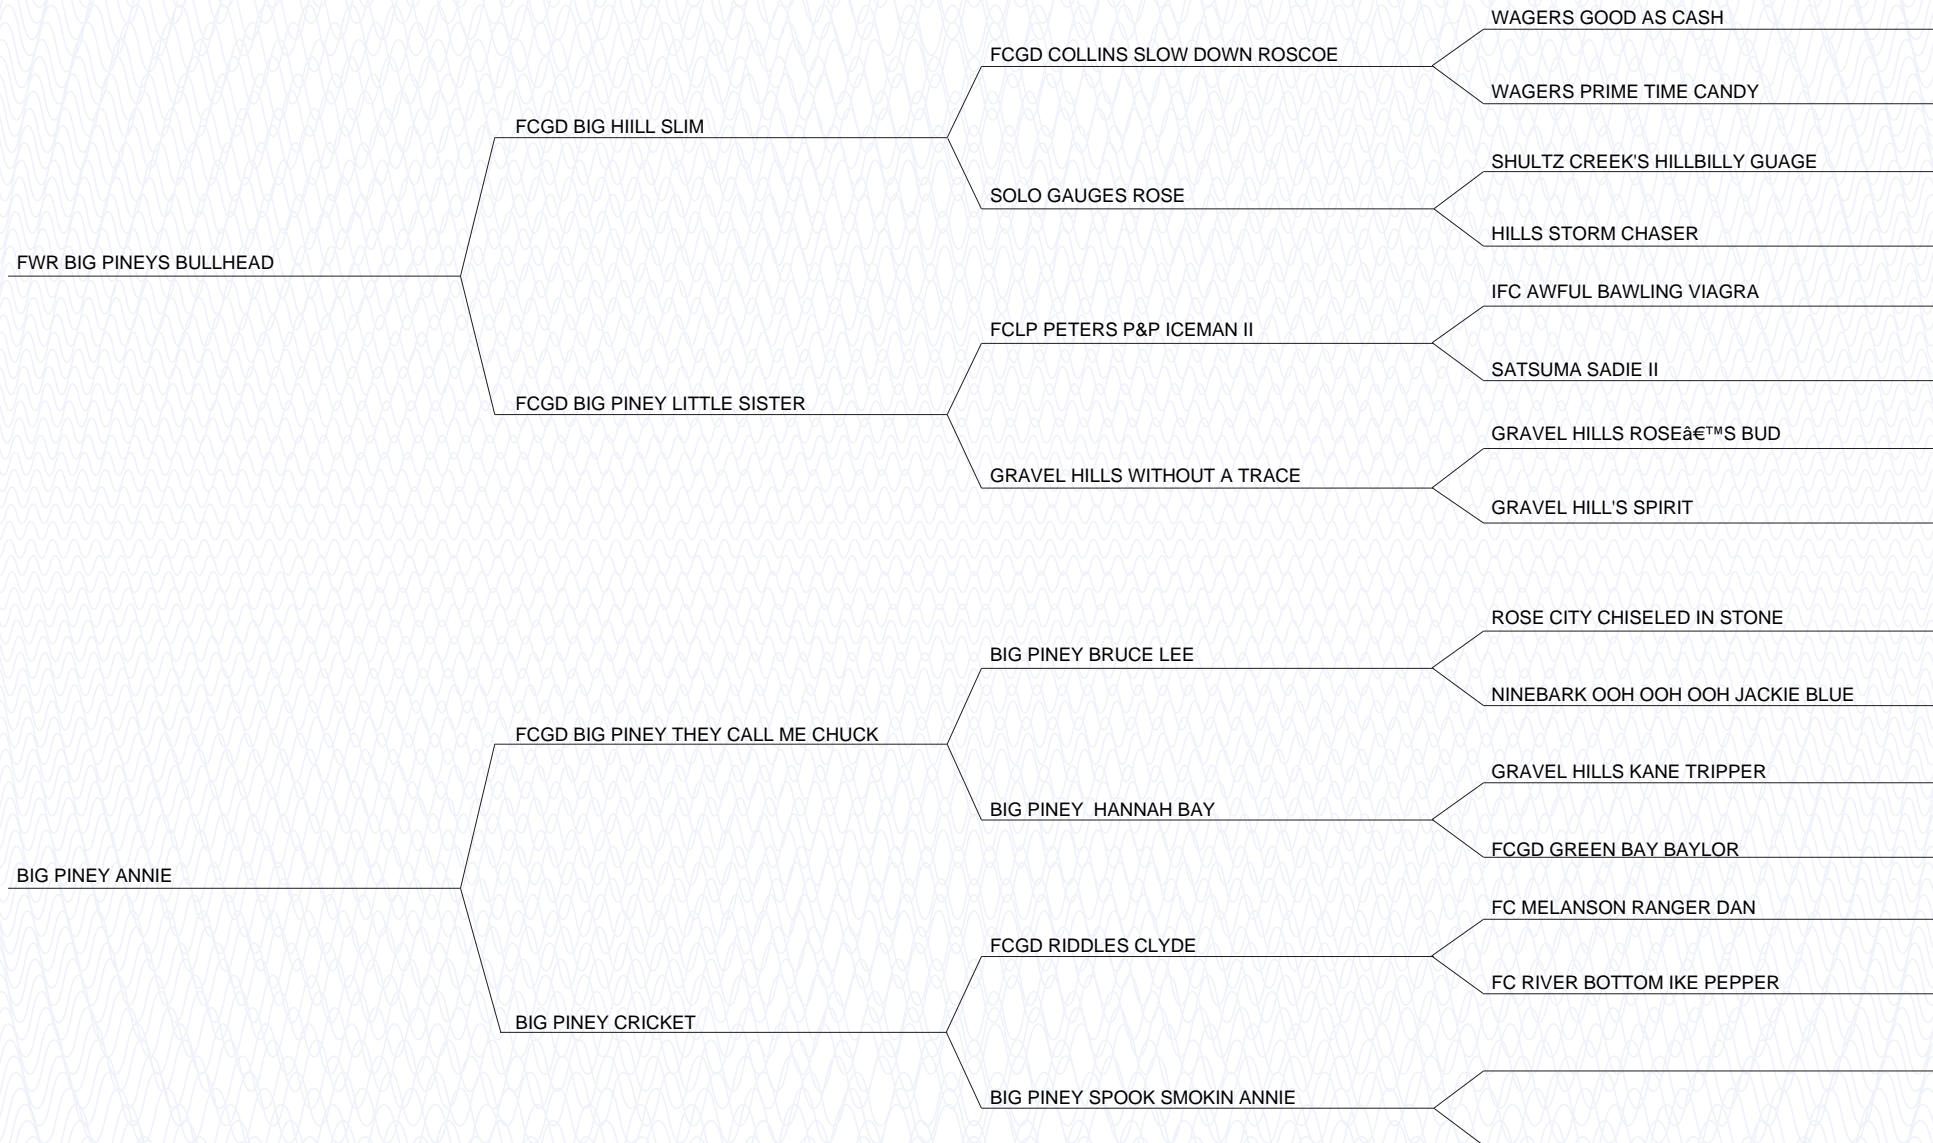 WAGERS GOOD AS CASH
FCGD COLLINS SLOW DOWN ROSCOE
WAGERS PRIME TIME CANDY
FCGD BIG HIILL SLIM
SHULTZ CREEK'S HILLBILLY GUAGE
SOLO GAUGES ROSE
HILLS STORM CHASER
FWR BIG PINEYS BULLHEAD
IFC AWFUL BAWLING VIAGRA
FCLP PETERS P&P ICEMAN II
SATSUMA SADIE II
FCGD BIG PINEY LITTLE SISTER
GRAVEL HILLS ROSEâ€™S BUD
GRAVEL HILLS WITHOUT A TRACE
GRAVEL HILL'S SPIRIT
ROSE CITY CHISELED IN STONE
BIG PINEY BRUCE LEE
NINEBARK OOH OOH OOH JACKIE BLUE
FCGD BIG PINEY THEY CALL ME CHUCK
GRAVEL HILLS KANE TRIPPER
BIG PINEY  HANNAH BAY
FCGD GREEN BAY BAYLOR
BIG PINEY ANNIE
FC MELANSON RANGER DAN
FCGD RIDDLES CLYDE
FC RIVER BOTTOM IKE PEPPER
BIG PINEY CRICKET
BIG PINEY SPOOK SMOKIN ANNIE